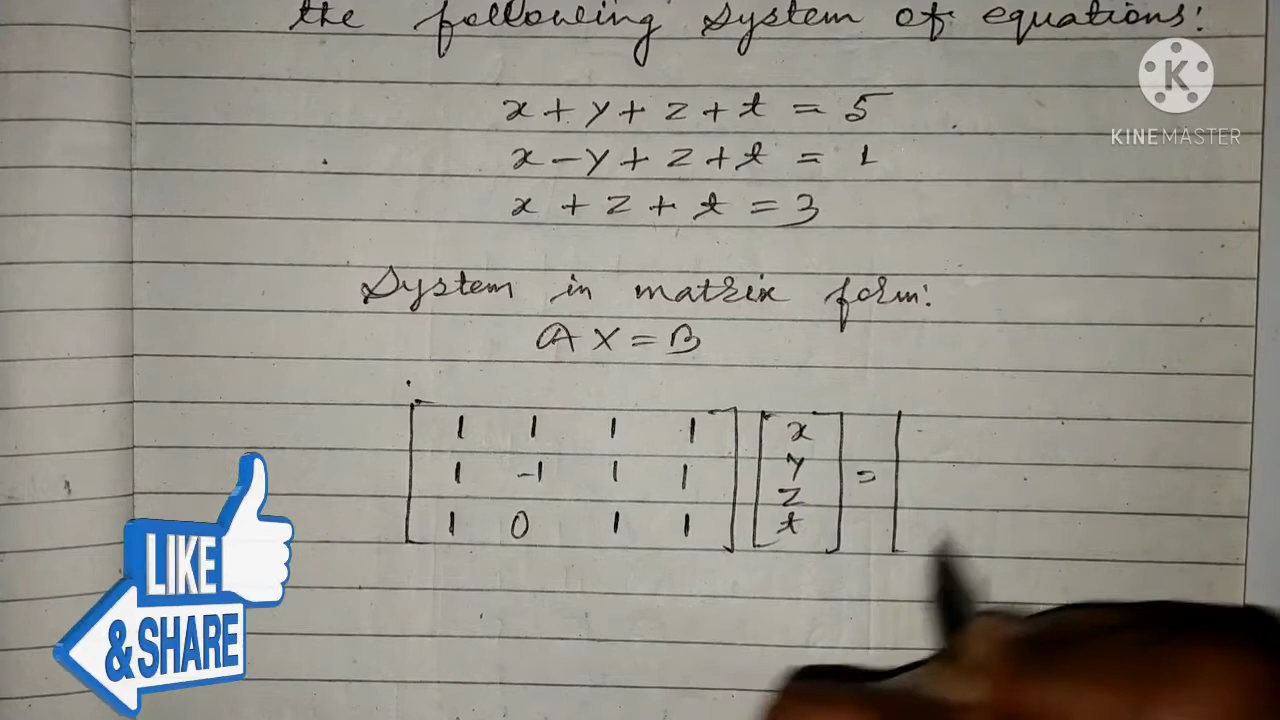 the following system of equations:
K
KINEMASTER
x + y + z + t = 5
x - y + z + t = 1
x + z + t = 3
System in matrix form:
A X = B
1 1 1 1 x
1 -1 1 1 y =
z
1 0 1 1 t
LIKE
& SHARE